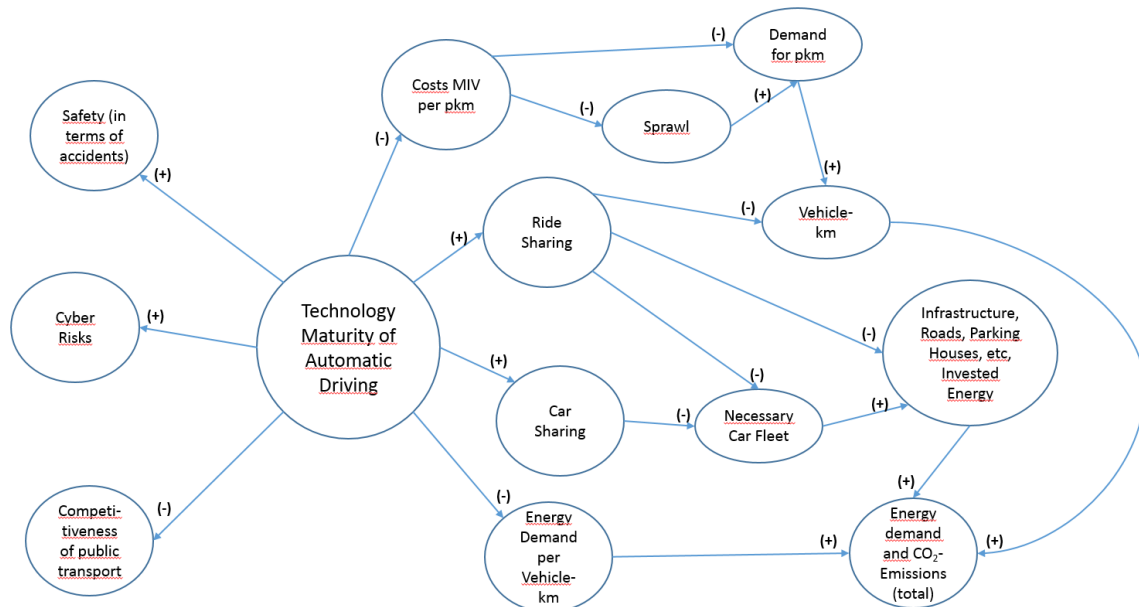 Demand
for pkm
(-)
Costs MIV
per pkm
(-)
(+)
Sprawl
Safety (in
terms of
accidents)
(-)
(+)
(+)
Vehicle-
km
(-)
Ride
Sharing
(+)
Technology
Maturity of
Automatic
Driving
Cyber
Risks
(+)
Infrastructure,
Roads, Parking
Houses, etc,
Invested
Energy
(-)
(+)
Car
Sharing
(-)
(-)
Necessary
Car Fleet
(+)
Competi-
tiveness
of public
transport
(-)
(-)
Energy
Demand
per
Vehicle-
km
(+)
(+)
Energy
demand
and CO₂-
Emissions
(total)
(+)